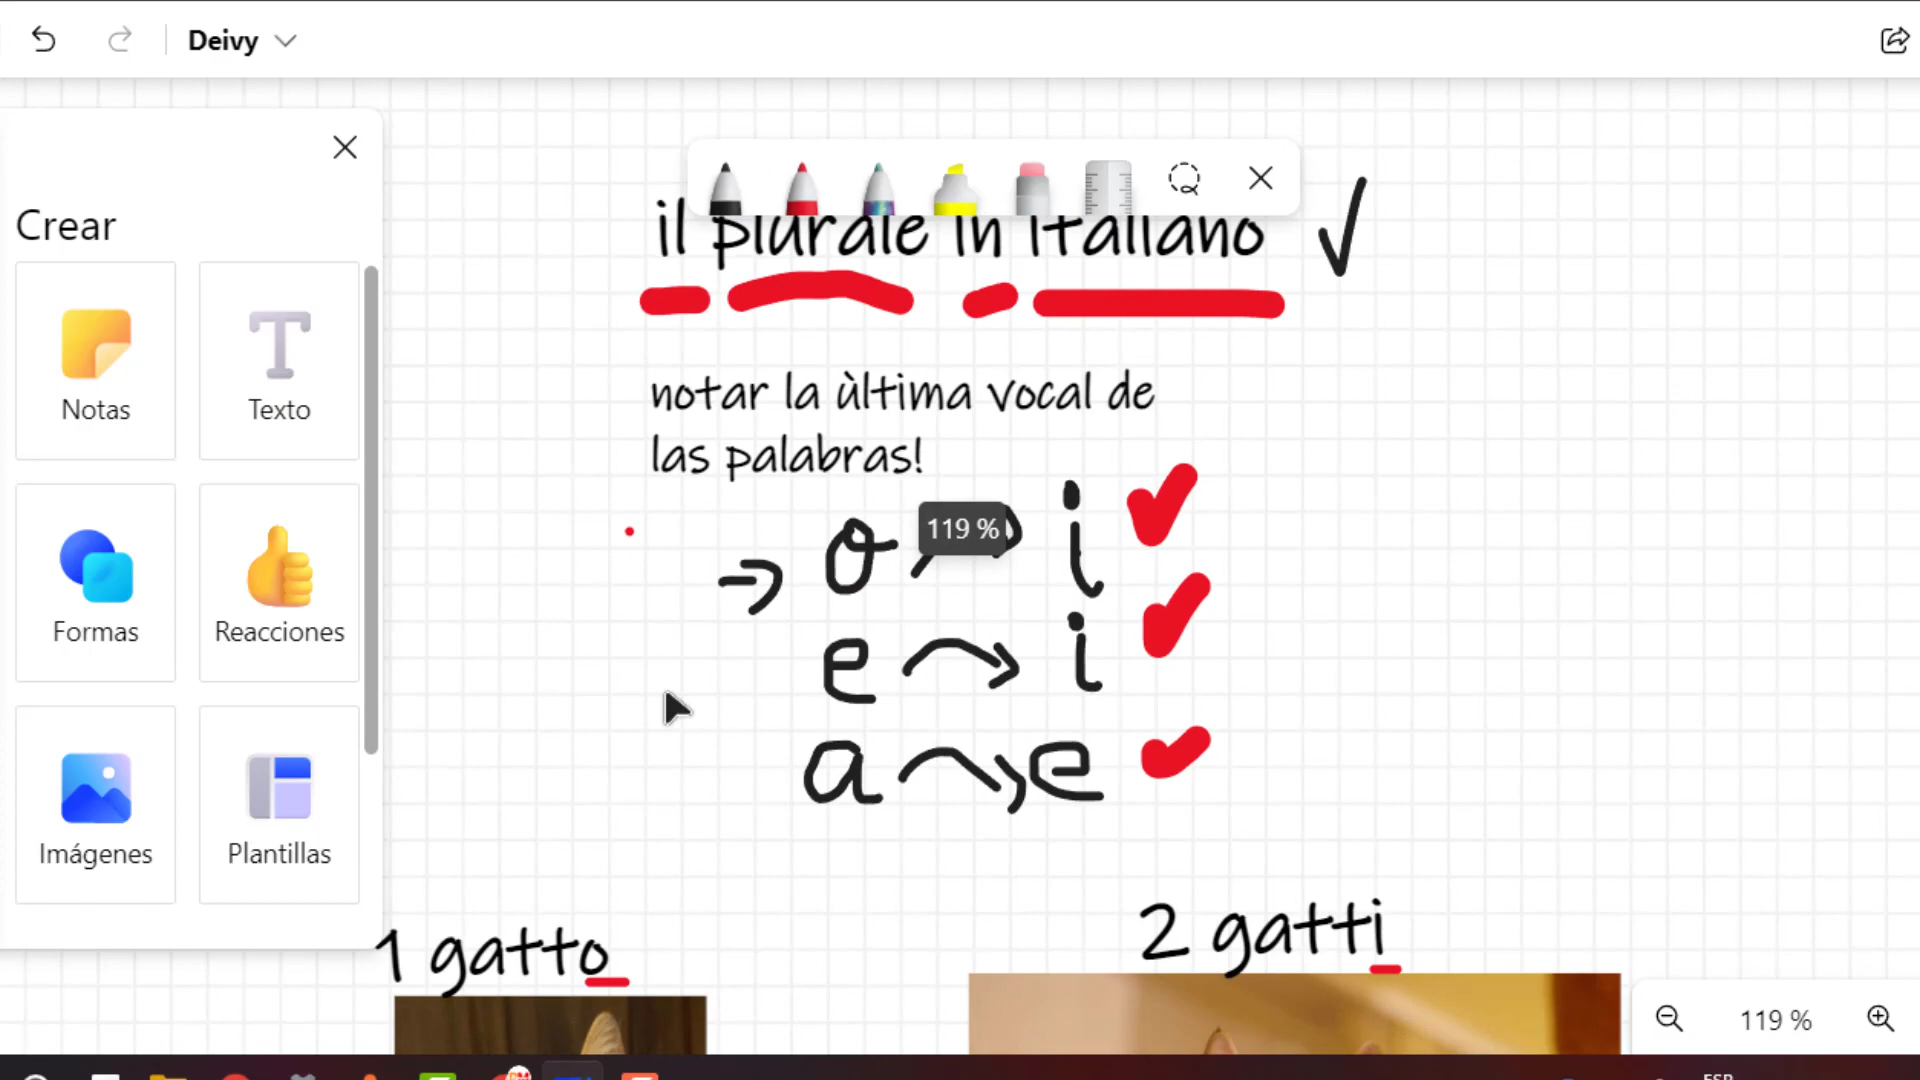 Deivy
Crear
Notas
Texto
Formas
Reacciones
Imágenes
Plantillas
il plurale in italiano
notar la ùltima vocal de
las palabras!
o i
119 %
e i
a e
1 gatto
2 gatti
119 %